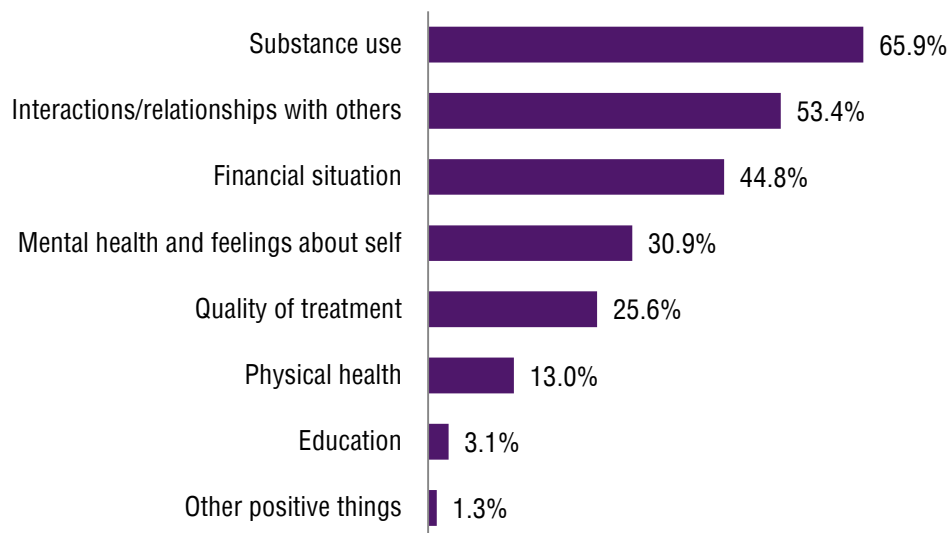 Substance use 65.9%
Interactions/relationships with others 53.4%
Financial situation 44.8%
Mental health and feelings about self 30.9%
Quality of treatment 25.6%
Physical health 13.0%
Education 3.1%
Other positive things 1.3%